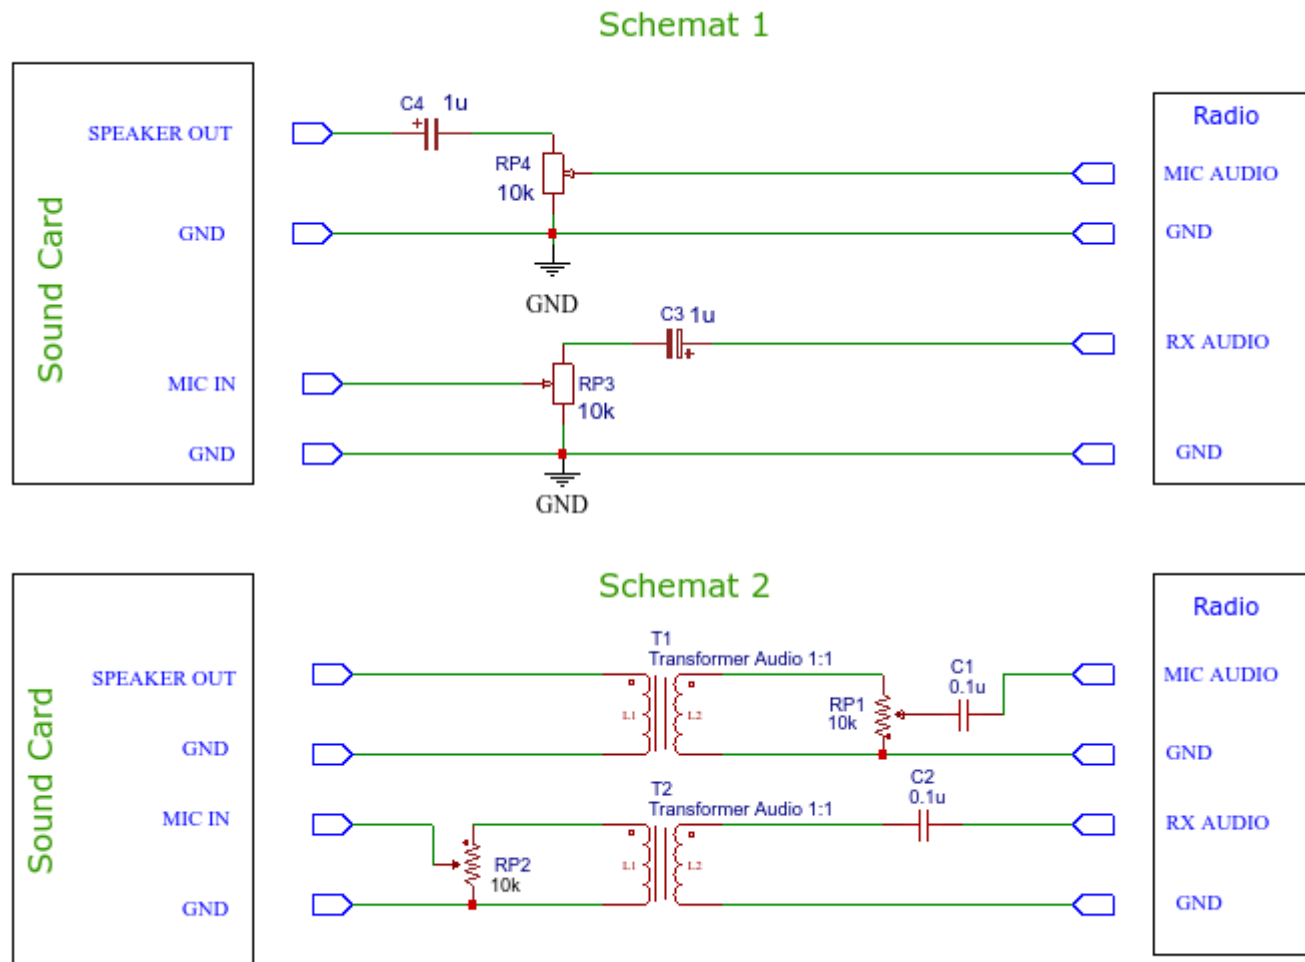 Schemat 1
Sound Card
SPEAKER OUT
GND
MIC IN
GND
C4
1u
+
RP4
10k
GND
C3 1u
+
RP3
10k
GND
Radio
MIC AUDIO
GND
RX AUDIO
GND
Schemat 2
Sound Card
SPEAKER OUT
GND
MIC IN
GND
T1
Transformer Audio 1:1
L1
L2
RP1
10k
C1
0.1u
T2
Transformer Audio 1:1
L1
L2
RP2
10k
C2
0.1u
Radio
MIC AUDIO
GND
RX AUDIO
GND